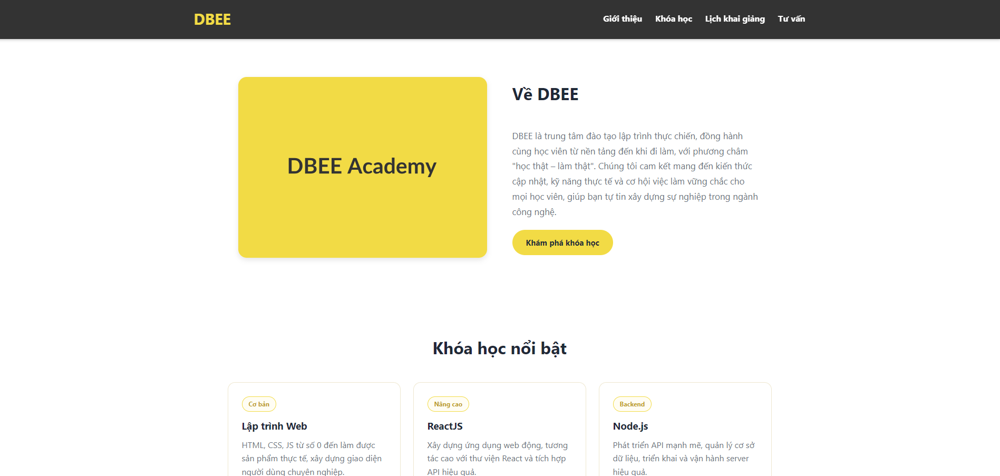 DBEE
Giới thiệu
Khóa học
Lịch khai giảng
Tư vấn
DBEE Academy
Về DBEE
DBEE là trung tâm đào tạo lập trình thực chiến, đồng hành
cùng học viên từ nền tảng đến khi đi làm, với phương châm
"học thật – làm thật". Chúng tôi cam kết mang đến kiến thức
cập nhật, kỹ năng thực tế và cơ hội việc làm vững chắc cho
mọi học viên, giúp bạn tự tin xây dựng sự nghiệp trong ngành
công nghệ.
Khám phá khóa học
Khóa học nổi bật
Cơ bản
Lập trình Web
HTML, CSS, JS từ số 0 đến làm được
sản phẩm thực tế, xây dựng giao diện
người dùng chuyên nghiệp.
Nâng cao
ReactJS
Xây dựng ứng dụng web động, tương
tác cao với thư viện React và tích hợp
API hiệu quả.
Backend
Node.js
Phát triển API mạnh mẽ, quản lý cơ sở
dữ liệu, triển khai và vận hành server
hiệu quả.